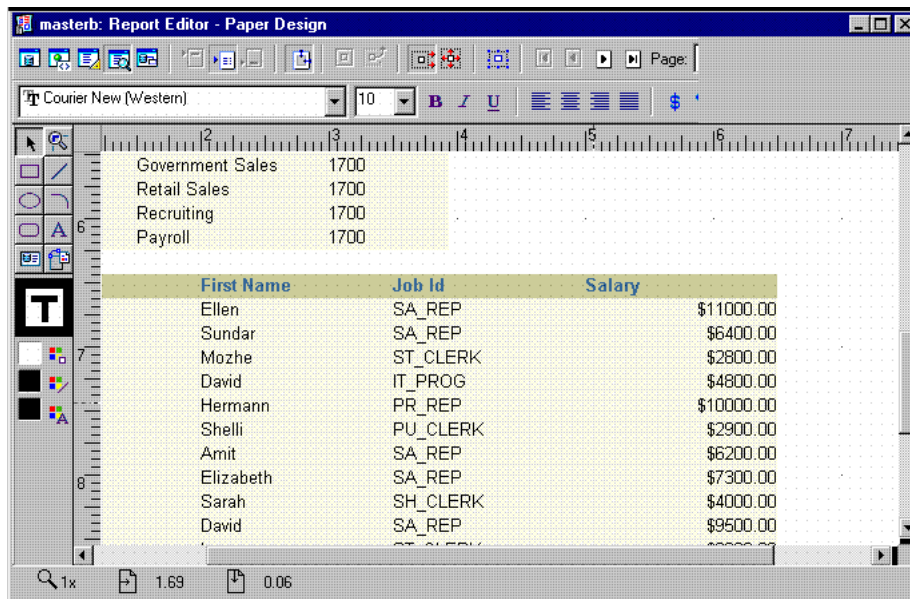 masterb: Report Editor - Paper Design
Page:
Courier New (Western) 10 B I U $
2 3 4 5 6 7
Government Sales 1700
Retail Sales 1700
Recruiting 1700
6
Payroll 1700
First Name Job Id Salary
Ellen SA_REP $11000.00
Sundar SA_REP $6400.00
7
Mozhe ST_CLERK $2800.00
David IT_PROG $4800.00
Hermann PR_REP $10000.00
Shelli PU_CLERK $2900.00
Amit SA_REP $6200.00
8
Elizabeth SA_REP $7300.00
Sarah SH_CLERK $4000.00
David SA_REP $9500.00
1x 1.69 0.06